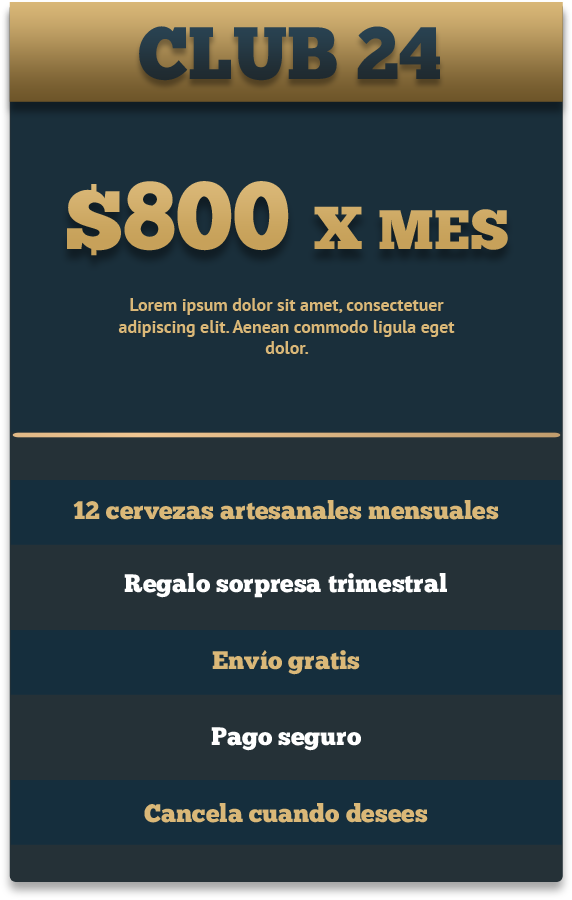 CLUB 24
$800 X MES
Lorem ipsum dolor sit amet, consectetuer
adipiscing elit. Aenean commodo ligula eget
dolor.
12 cervezas artesanales mensuales
Regalo sorpresa trimestral
Envío gratis
Pago seguro
Cancela cuando desees